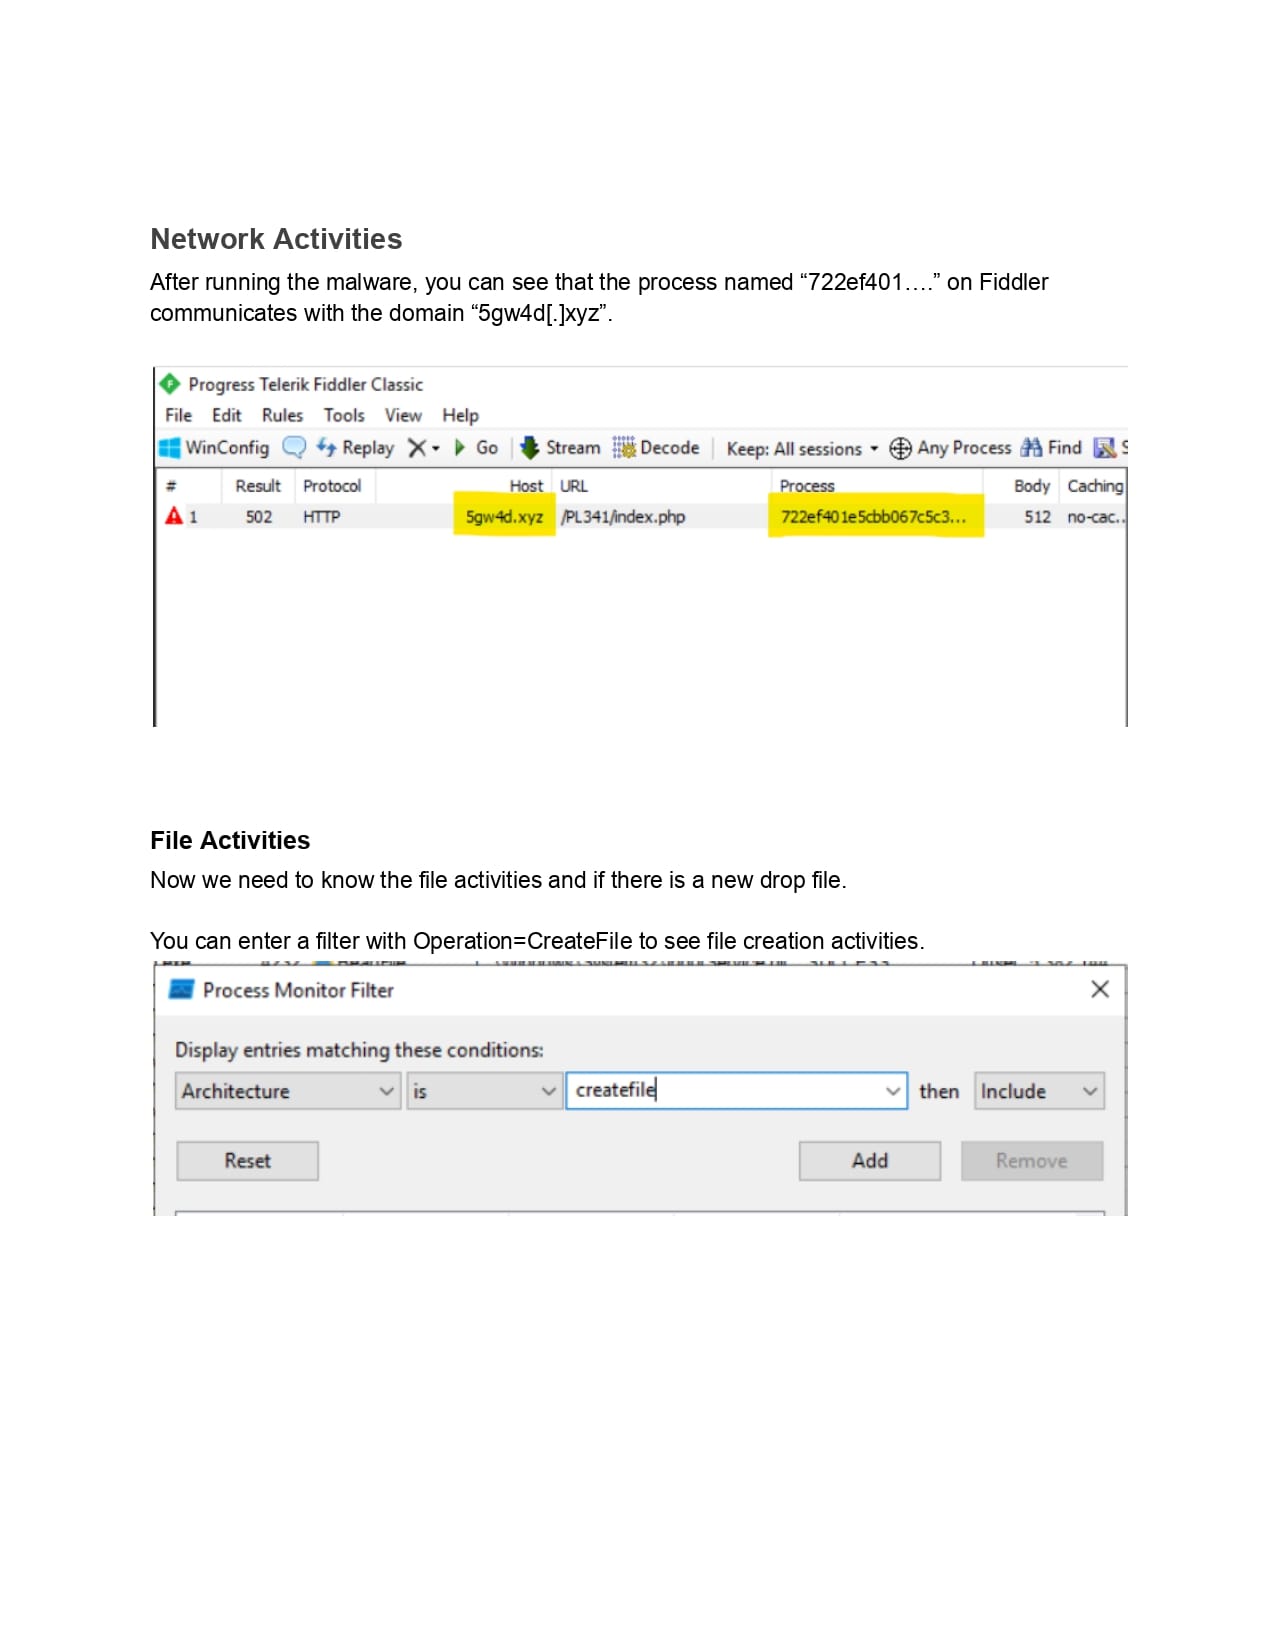 Network Activities
After running the malware, you can see that the process named “722ef401….” on Fiddler
communicates with the domain “5gw4d[.]xyz”.
Progress Telerik Fiddler Classic
File Edit Rules Tools View Help
WinConfig Replay Go Stream Decode Keep: All sessions Any Process Find S
# Result Protocol Host URL Process Body Caching
1 502 HTTP 5gw4d.xyz /PL341/index.php 722ef401e5cbb067c5c3... 512 no-cac..
File Activities
Now we need to know the file activities and if there is a new drop file.
You can enter a filter with Operation=CreateFile to see file creation activities.
Process Monitor Filter
Display entries matching these conditions:
Architecture is createfile then Include
Reset Add Remove